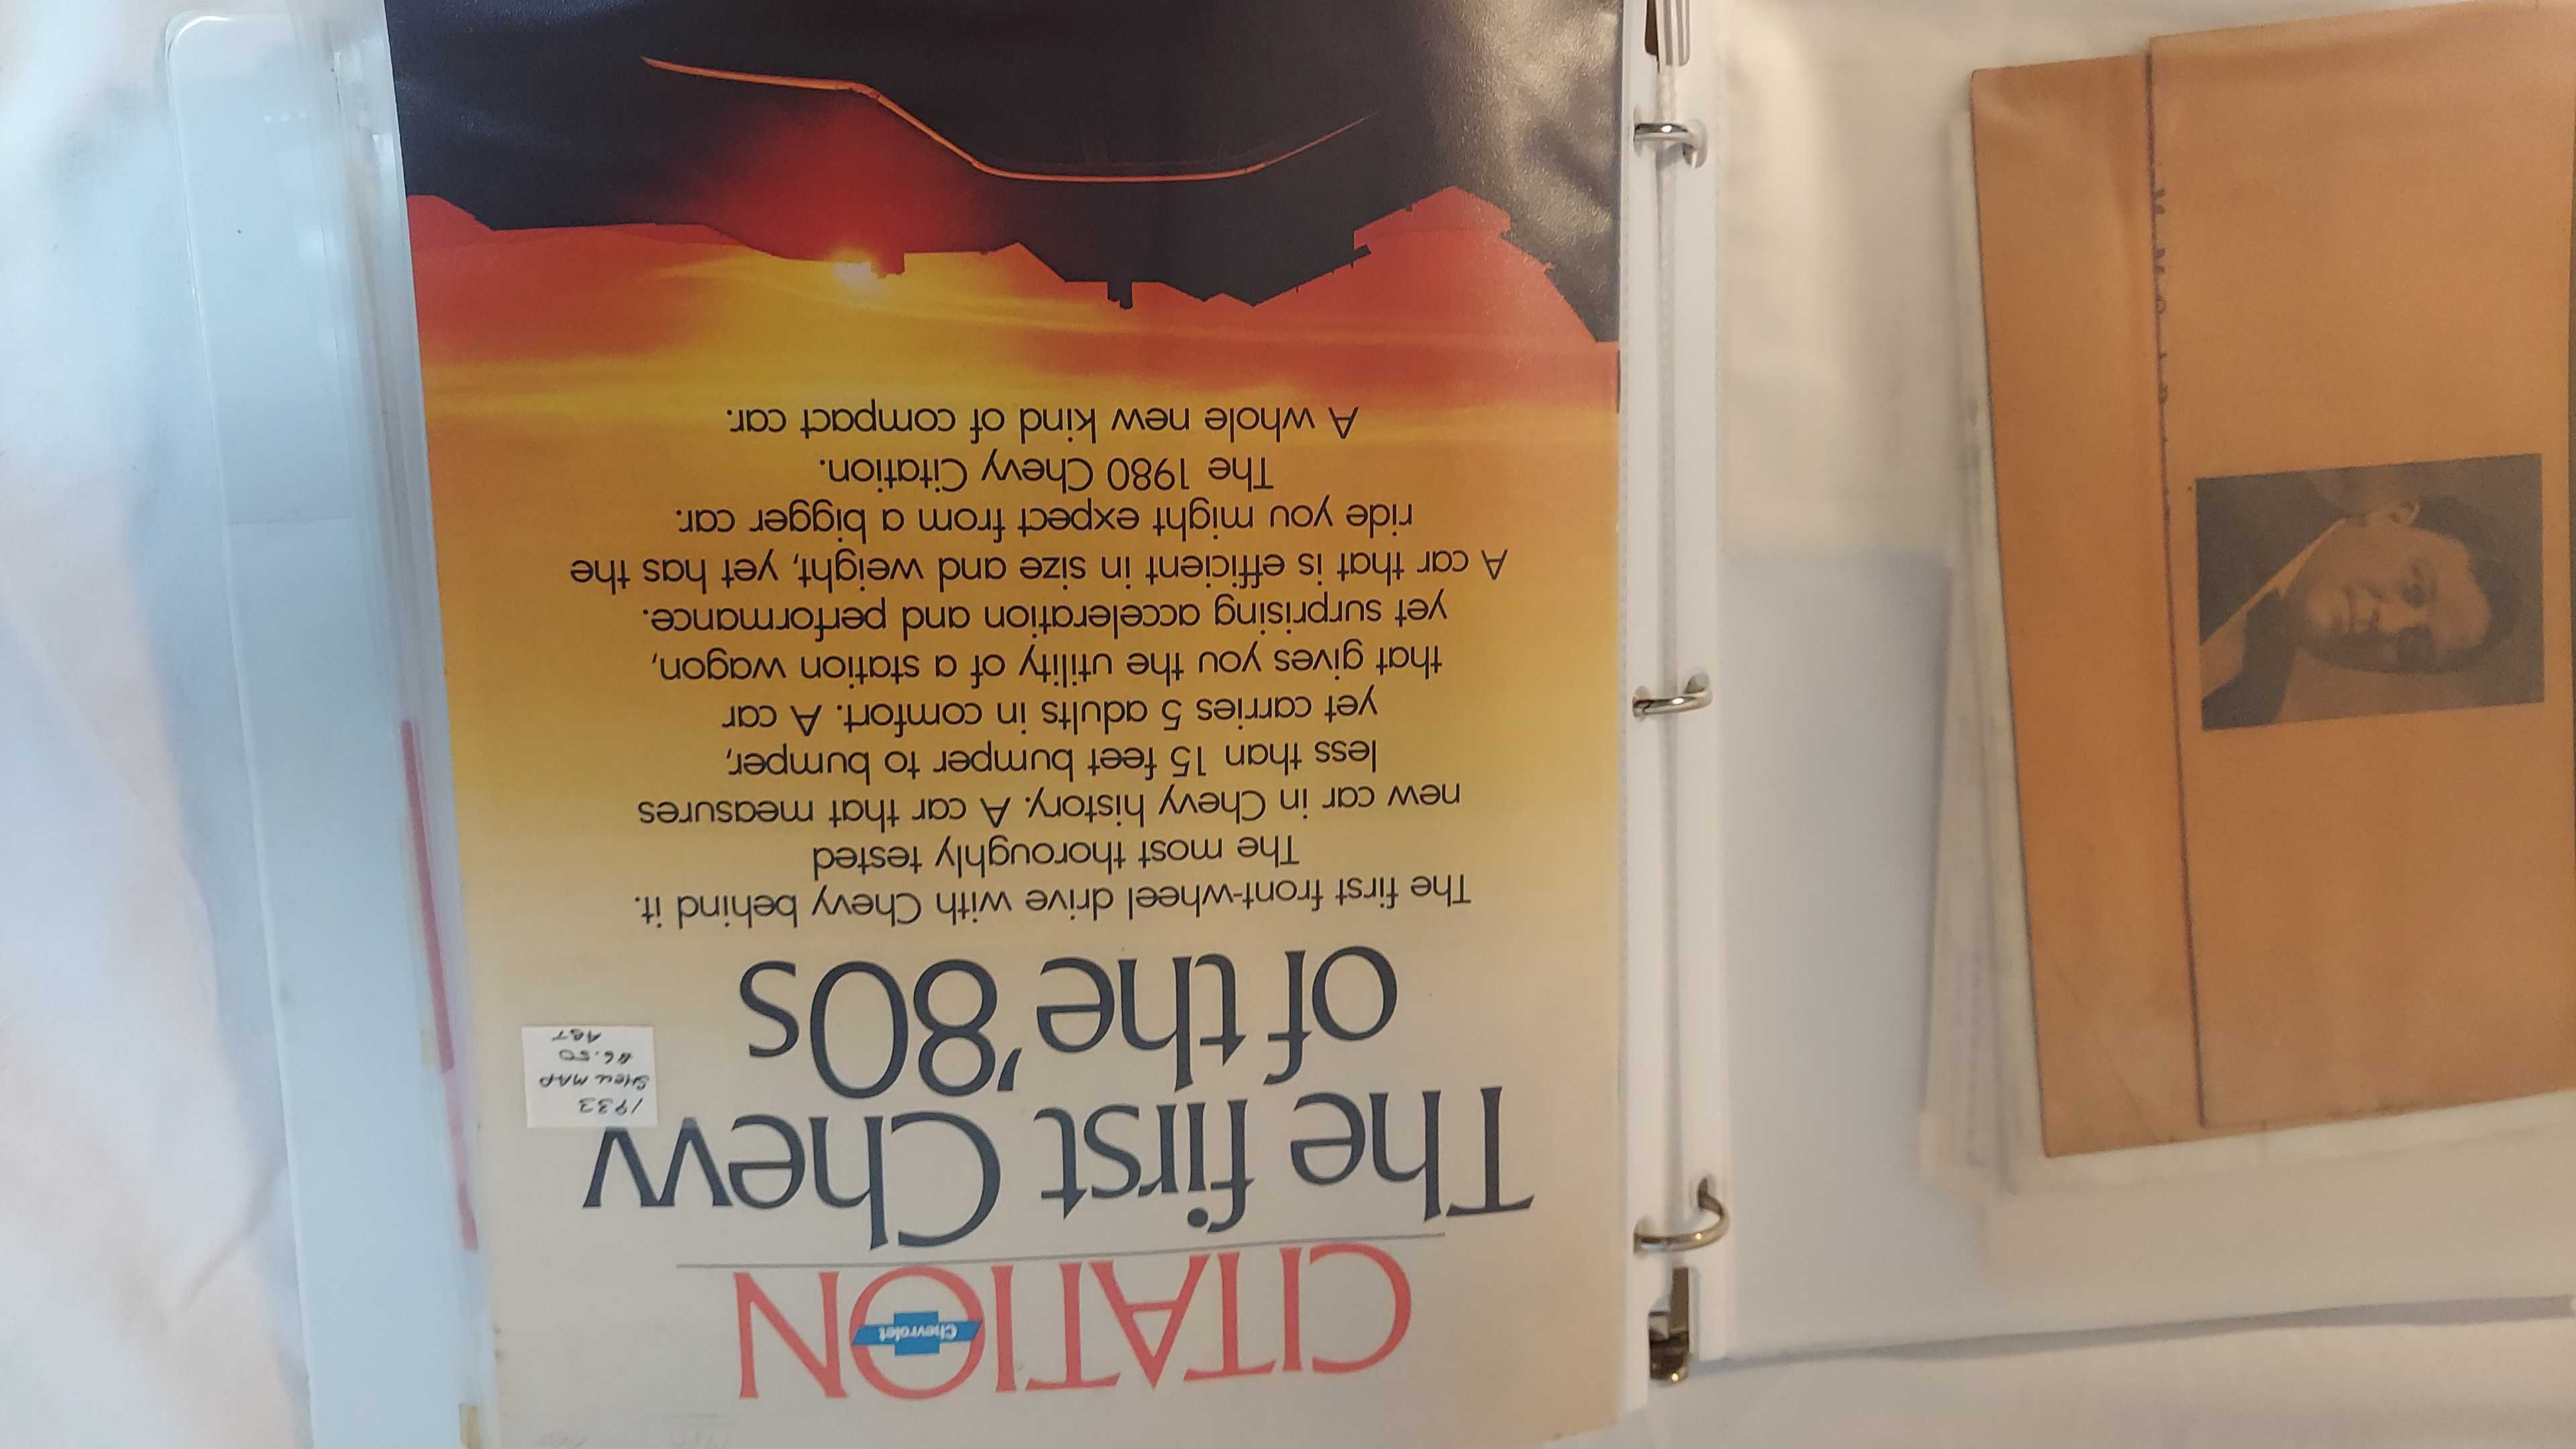 CITATION
Chevrolet
The first Chevy
of the '80s
1933
SHELL MAP
$6.50
The first front-wheel drive with Chevy behind it.
The most thoroughly tested
new car in Chevy history. A car that measures
less than 15 feet bumper to bumper,
yet carries 5 adults in comfort. A car
that gives you the utility of a station wagon,
yet surprising acceleration and performance.
A car that is efficient in size and weight, yet has the
ride you might expect from a bigger car.
The 1980 Chevy Citation.
A whole new kind of compact car.